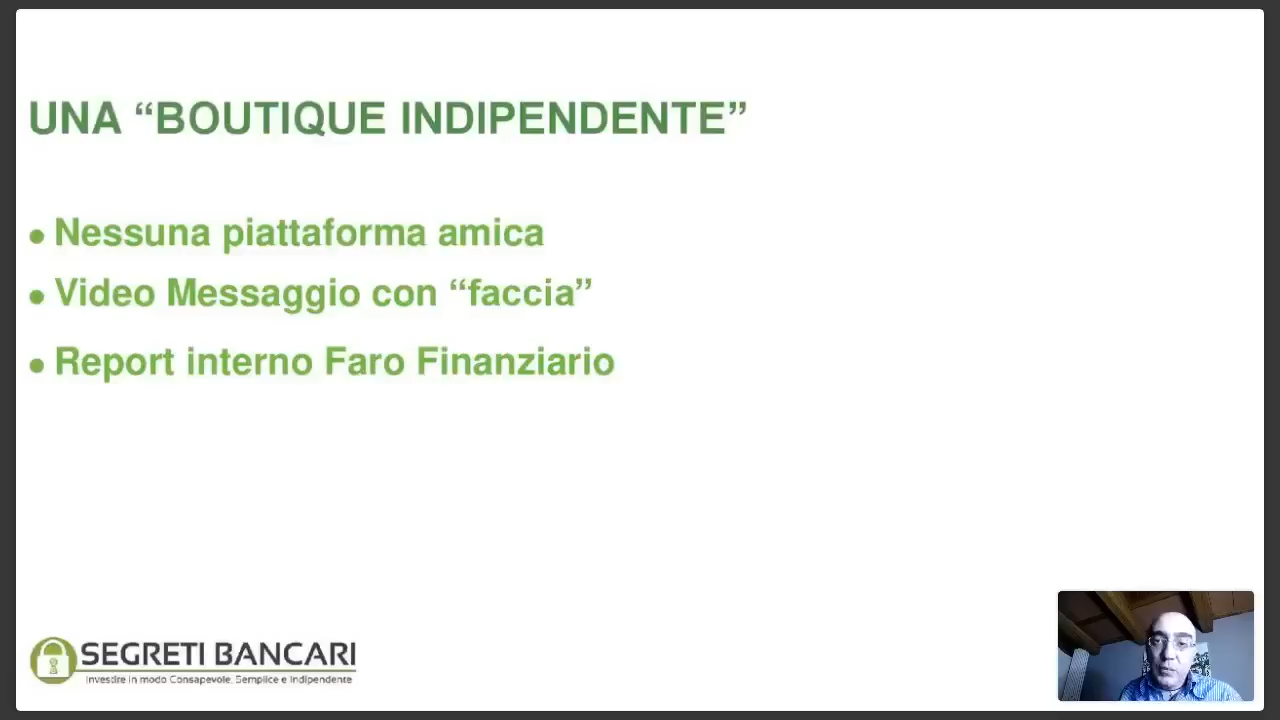 UNA “BOUTIQUE INDIPENDENTE”
• Nessuna piattaforma amica
• Video Messaggio con “faccia”
• Report interno Faro Finanziario
SEGRETI BANCARI
Investire in modo Consapevole, Semplice e Indipendente